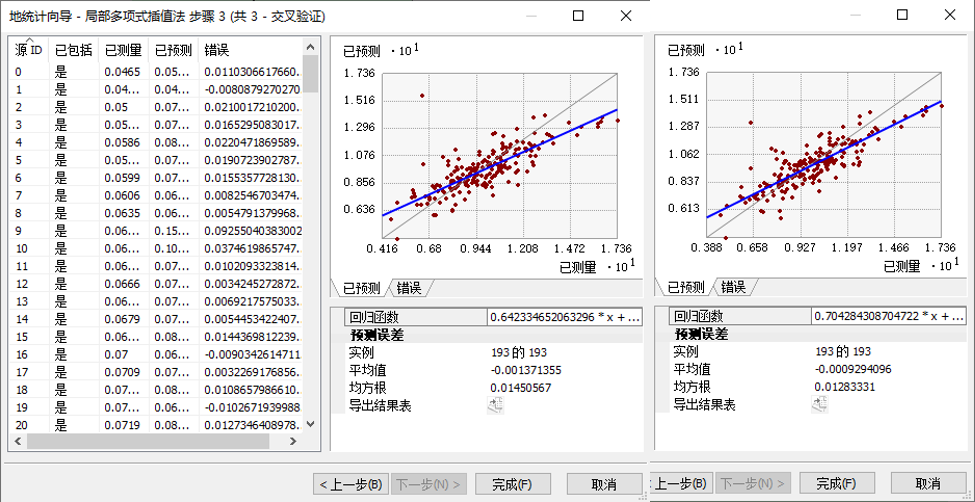 地统计向导 - 局部多项式插值法 步骤 3 (共 3 - 交叉验证)
源 ID 已包括 已测量 已预测 错误
0 是 0.0465 0.05... 0.0110306617660...
1 是 0.04... 0.04... -0.0080879270270
2 是 0.05 0.07... 0.0210017210200...
3 是 0.05... 0.07... 0.0165295083017...
4 是 0.0586 0.08... 0.0220471869589...
5 是 0.05... 0.07... 0.0190723902787...
6 是 0.0599 0.07... 0.0155357728130...
7 是 0.0606 0.06... 0.0082546703474...
8 是 0.0635 0.06... 0.0054791379968...
9 是 0.06... 0.15... 0.09255040383002
10 是 0.06... 0.10... 0.0374619865747...
11 是 0.06... 0.07... 0.0102093323814...
12 是 0.0666 0.07... 0.0034245272872...
13 是 0.06... 0.07... 0.0069217575033...
14 是 0.0679 0.07... 0.0054453422407...
15 是 0.06... 0.08... 0.0144369812239...
16 是 0.07 0.06... -0.0090342614711
17 是 0.0709 0.07... 0.0032269176856...
18 是 0.07... 0.08... 0.0108657986610...
19 是 0.07... 0.06... -0.0102671939988
20 是 0.0719 0.08... 0.0127346408978...
已预测 ·10¹
1.736
1.516
1.296
1.076
0.856
0.636
0.416 0.68 0.944 1.208 1.472 1.736
已测量 ·10¹
已预测 错误
回归函数 0.642334652063296 * x + ...
预测误差
实例 193 的 193
平均值 -0.001371355
均方根 0.01450567
导出结果表
< 上一步(B) 下一步(N) > 完成(F) 取消
已预测 ·10¹
1.736
1.511
1.287
1.062
0.837
0.613
0.388 0.658 0.927 1.197 1.466 1.736
已测量 ·10¹
已预测 错误
回归函数 0.704284308704722 * x + ...
预测误差
实例 193 的 193
平均值 -0.0009294096
均方根 0.01283331
导出结果表
上一步(B) 下一步(N) > 完成(F) 取消